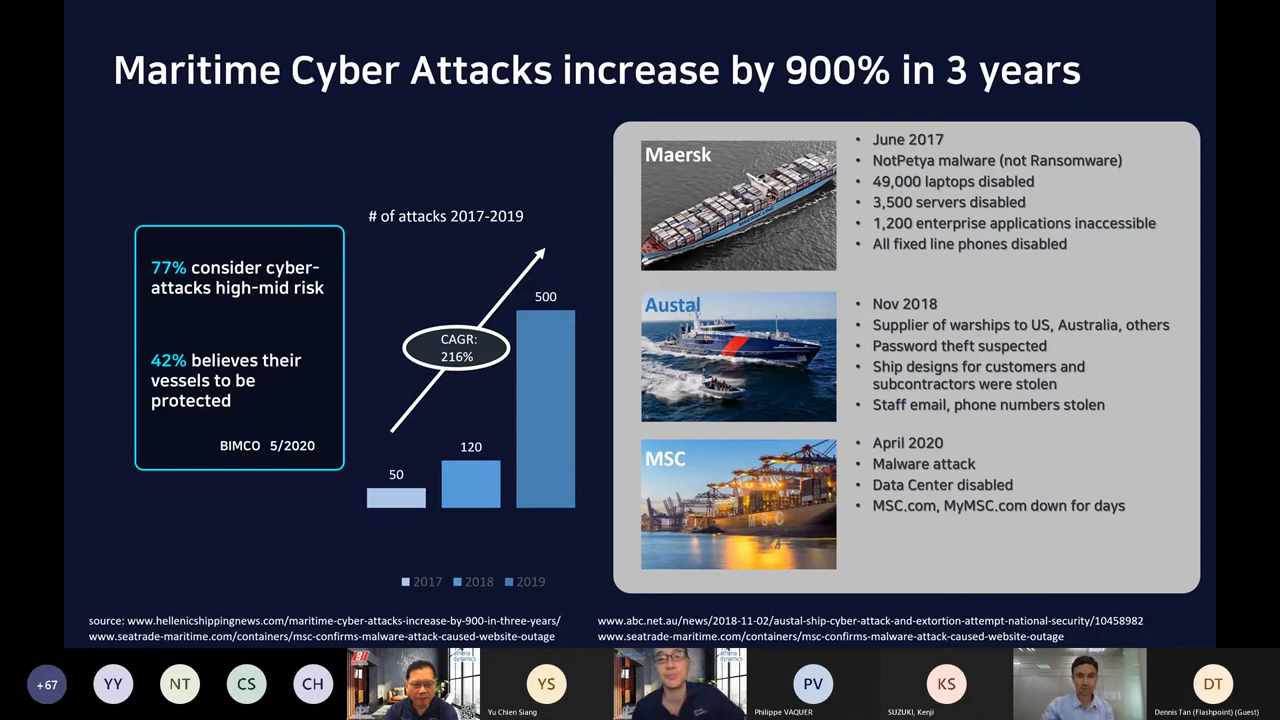 Maritime Cyber Attacks increase by 900% in 3 years
77% consider cyber-
attacks high-mid risk
42% believes their
vessels to be
protected
BIMCO 5/2020
# of attacks 2017-2019
CAGR:
216%
50
120
500
2017 2018 2019
Maersk
• June 2017
• NotPetya malware (not Ransomware)
• 49,000 laptops disabled
• 3,500 servers disabled
• 1,200 enterprise applications inaccessible
• All fixed line phones disabled
Austal
• Nov 2018
• Supplier of warships to US, Australia, others
• Password theft suspected
• Ship designs for customers and
subcontractors were stolen
• Staff email, phone numbers stolen
MSC
MSC
• April 2020
• Malware attack
• Data Center disabled
• MSC.com, MyMSC.com down for days
source: www.hellenicshippingnews.com/maritime-cyber-attacks-increase-by-900-in-three-years/
www.seatrade-maritime.com/containers/msc-confirms-malware-attack-caused-website-outage
www.abc.net.au/news/2018-11-02/austal-ship-cyber-attack-and-extortion-attempt-national-security/10458982
www.seatrade-maritime.com/containers/msc-confirms-malware-attack-caused-website-outage
+67
YY
NT
CS
CH
athena
dynamics
YS
Yu Chien Siang
athena
dynamics
PV
Philippe VAQUER
KS
SUZUKI, Kenji
DT
Dennis Tan (Flashpoint) (Guest)